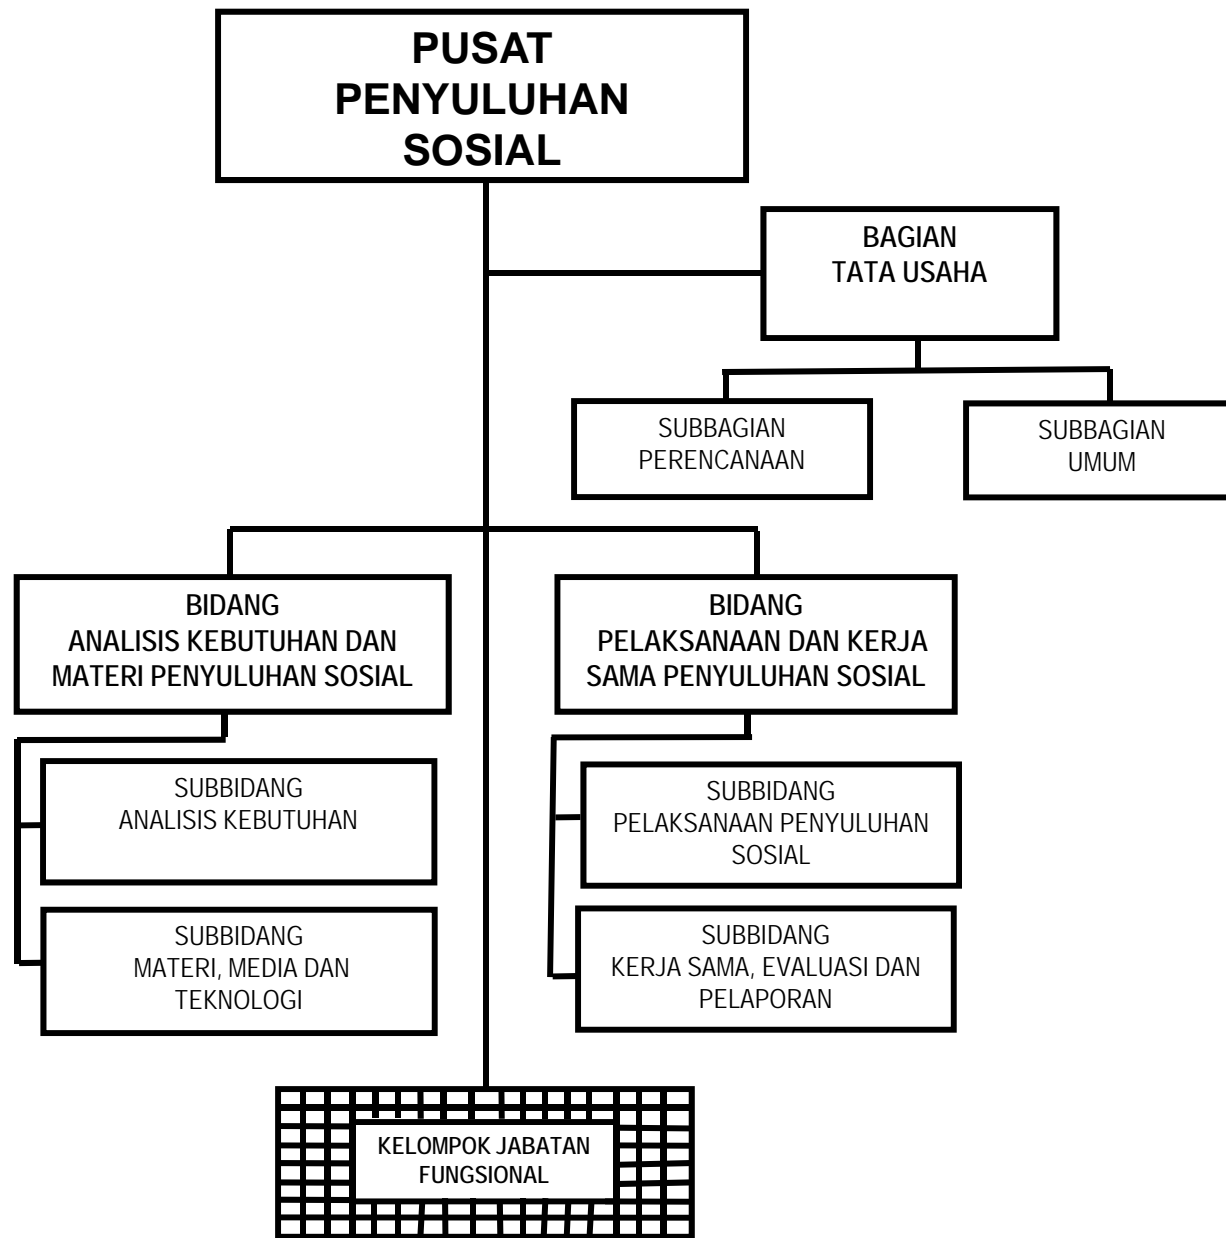 PUSAT
PENYULUHAN
SOSIAL
BAGIAN
TATA USAHA
SUBBAGIAN
PERENCANAAN
SUBBAGIAN
UMUM
BIDANG
ANALISIS KEBUTUHAN DAN
MATERI PENYULUHAN SOSIAL
BIDANG
PELAKSANAAN DAN KERJA
SAMA PENYULUHAN SOSIAL
SUBBIDANG
ANALISIS KEBUTUHAN
SUBBIDANG
PELAKSANAAN PENYULUHAN
SOSIAL
SUBBIDANG
MATERI, MEDIA DAN
TEKNOLOGI
SUBBIDANG
KERJA SAMA, EVALUASI DAN
PELAPORAN
KELOMPOK JABATAN
FUNGSIONAL